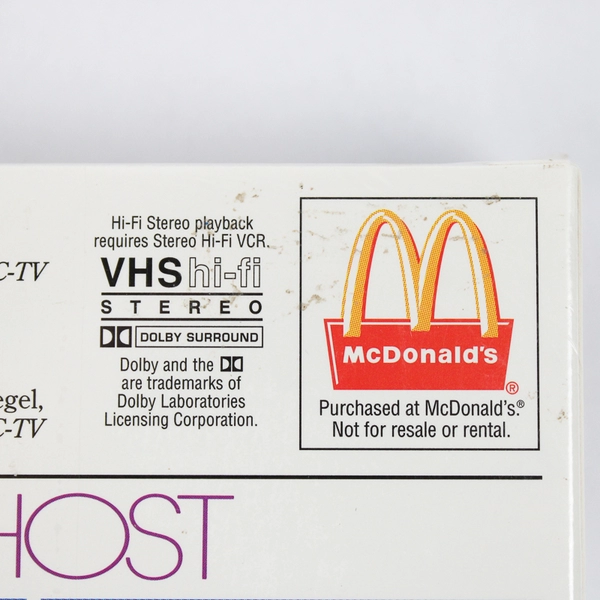 Hi-Fi Stereo playback
requires Stereo Hi-Fi VCR.
VHS hi-fi
STEREO
DOLBY SURROUND
Dolby and the
are trademarks of
Dolby Laboratories
Licensing Corporation.
C-TV
egel,
C-TV
McDonald's®
Purchased at McDonald's.®
Not for resale or rental.
HOST